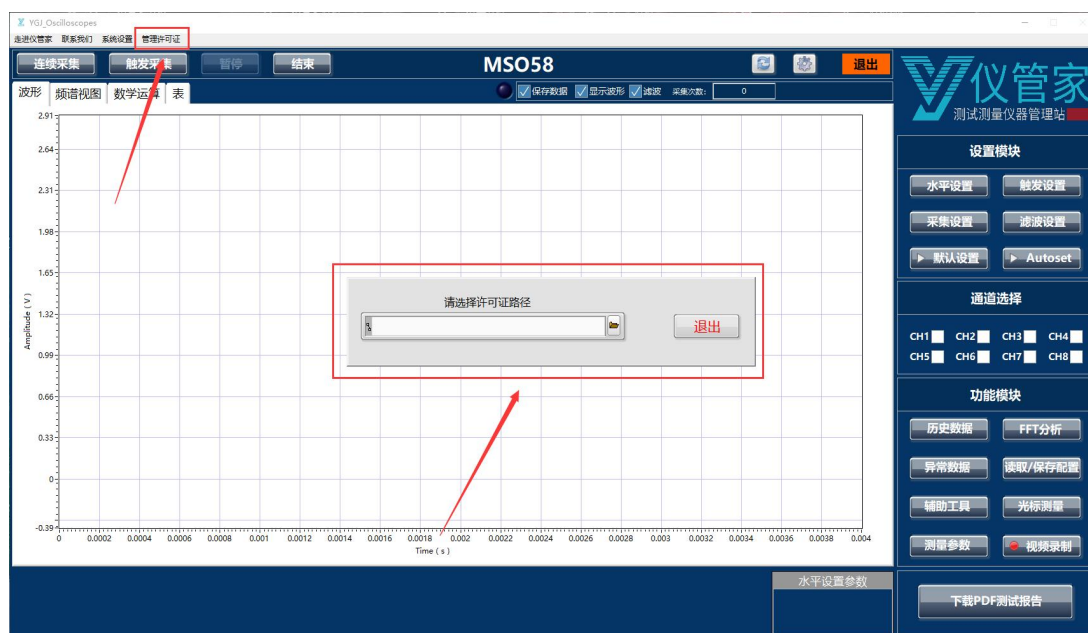 YGJ_Oscilloscopes
走进仪管家 联系我们 系统设置 管理许可证
连续采集 触发采集 暂停 结束 MSO58 退出
波形 频谱视图 数学运算 表 保存数据 显示波形 滤波 采集次数: 0
仪管家
测试测量仪器管理站
2.91
2.64
2.31
1.98
1.65
1.32
0.99
0.66
0.33
0
-0.39
Amplitude ( V )
0 0.0002 0.0004 0.0006 0.0008 0.001 0.0012 0.0014 0.0016 0.0018 0.002 0.0022 0.0024 0.0026 0.0028 0.003 0.0032 0.0034 0.0036 0.0038 0.004
Time ( s )
请选择许可证路径
退出
设置模块
水平设置 触发设置
采集设置 滤波设置
默认设置 Autoset
通道选择
CH1 CH2 CH3 CH4
CH5 CH6 CH7 CH8
功能模块
历史数据 FFT分析
异常数据 读取/保存配置
辅助工具 光标测量
测量参数 视频录制
水平设置参数
下载PDF测试报告